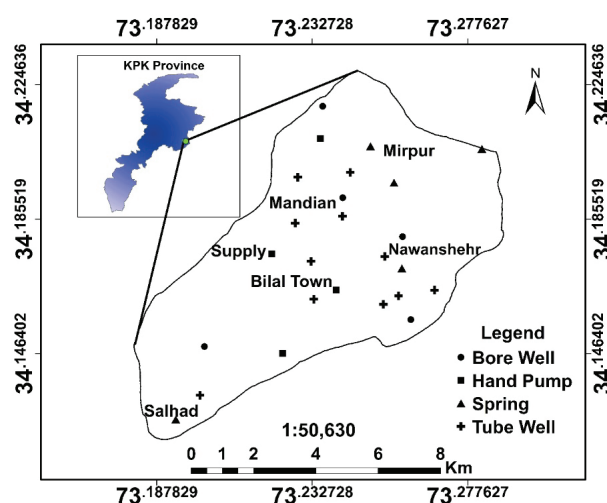 73.187829 73.232728 73.277627
KPK Province
N
34.224636 34.224636
Mirpur
Mandian
34.185519 34.185519
Supply
Nawanshehr
Bilal Town
34.146402 34.146402
Legend
Bore Well
Hand Pump
Spring
Tube Well
Salhad
1:50,630
0 1 2 4 6 8
Km
73.187829 73.232728 73.277627